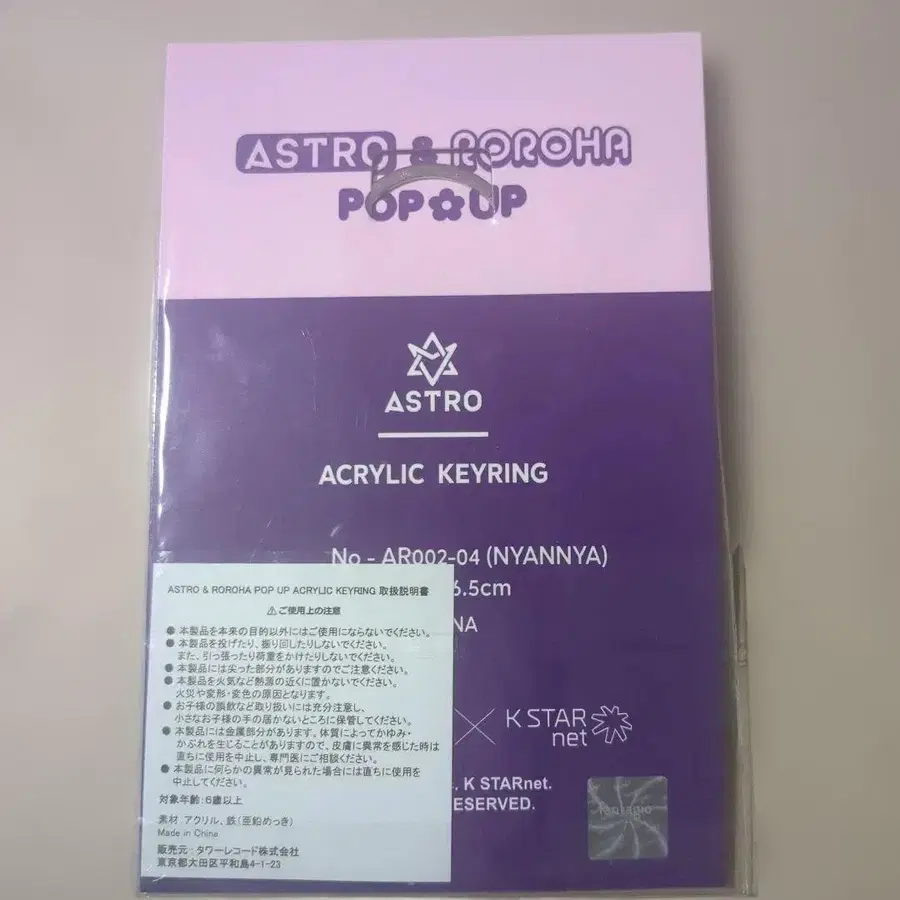 ASTRO & ROROHA
POP UP
ASTRO
ACRYLIC KEYRING
No - AR002-04 (NYANNYA)
6.5cm
NA
ASTRO & ROROHA POP UP ACRYLIC KEYRING 取扱説明書
⚠ご使用上の注意
● 本製品を本来の目的以外にはご使用にならないでください。
● 本製品を投げたり、振り回したりしないでください。
また、引っ張ったり荷重をかけたりしないでください。
● 本製品には尖った部分がありますのでご注意ください。
● 本製品を火気など熱源の近くに置かないでください。
火災や変形・変色の原因となります。
● お子様の誤飲など取り扱いには充分注意し、
小さなお子様の手の届かないところに保管してください。
● 本製品には金属部分があります。体質によってかゆみ・
かぶれを生じることがありますので、皮膚に異常を感じた時は
直ちに使用を中止し、専門医にご相談ください。
● 本製品に何らかの異常が見られた場合には直ちに使用を
中止してください。
対象年齢:6歳以上
素材 アクリル、鉄(亜鉛めっき)
Made in China
販売元:タワーレコード株式会社
東京都大田区平和島4-1-23
× K STAR
net
, K STARnet.
ESERVED.
fantagio